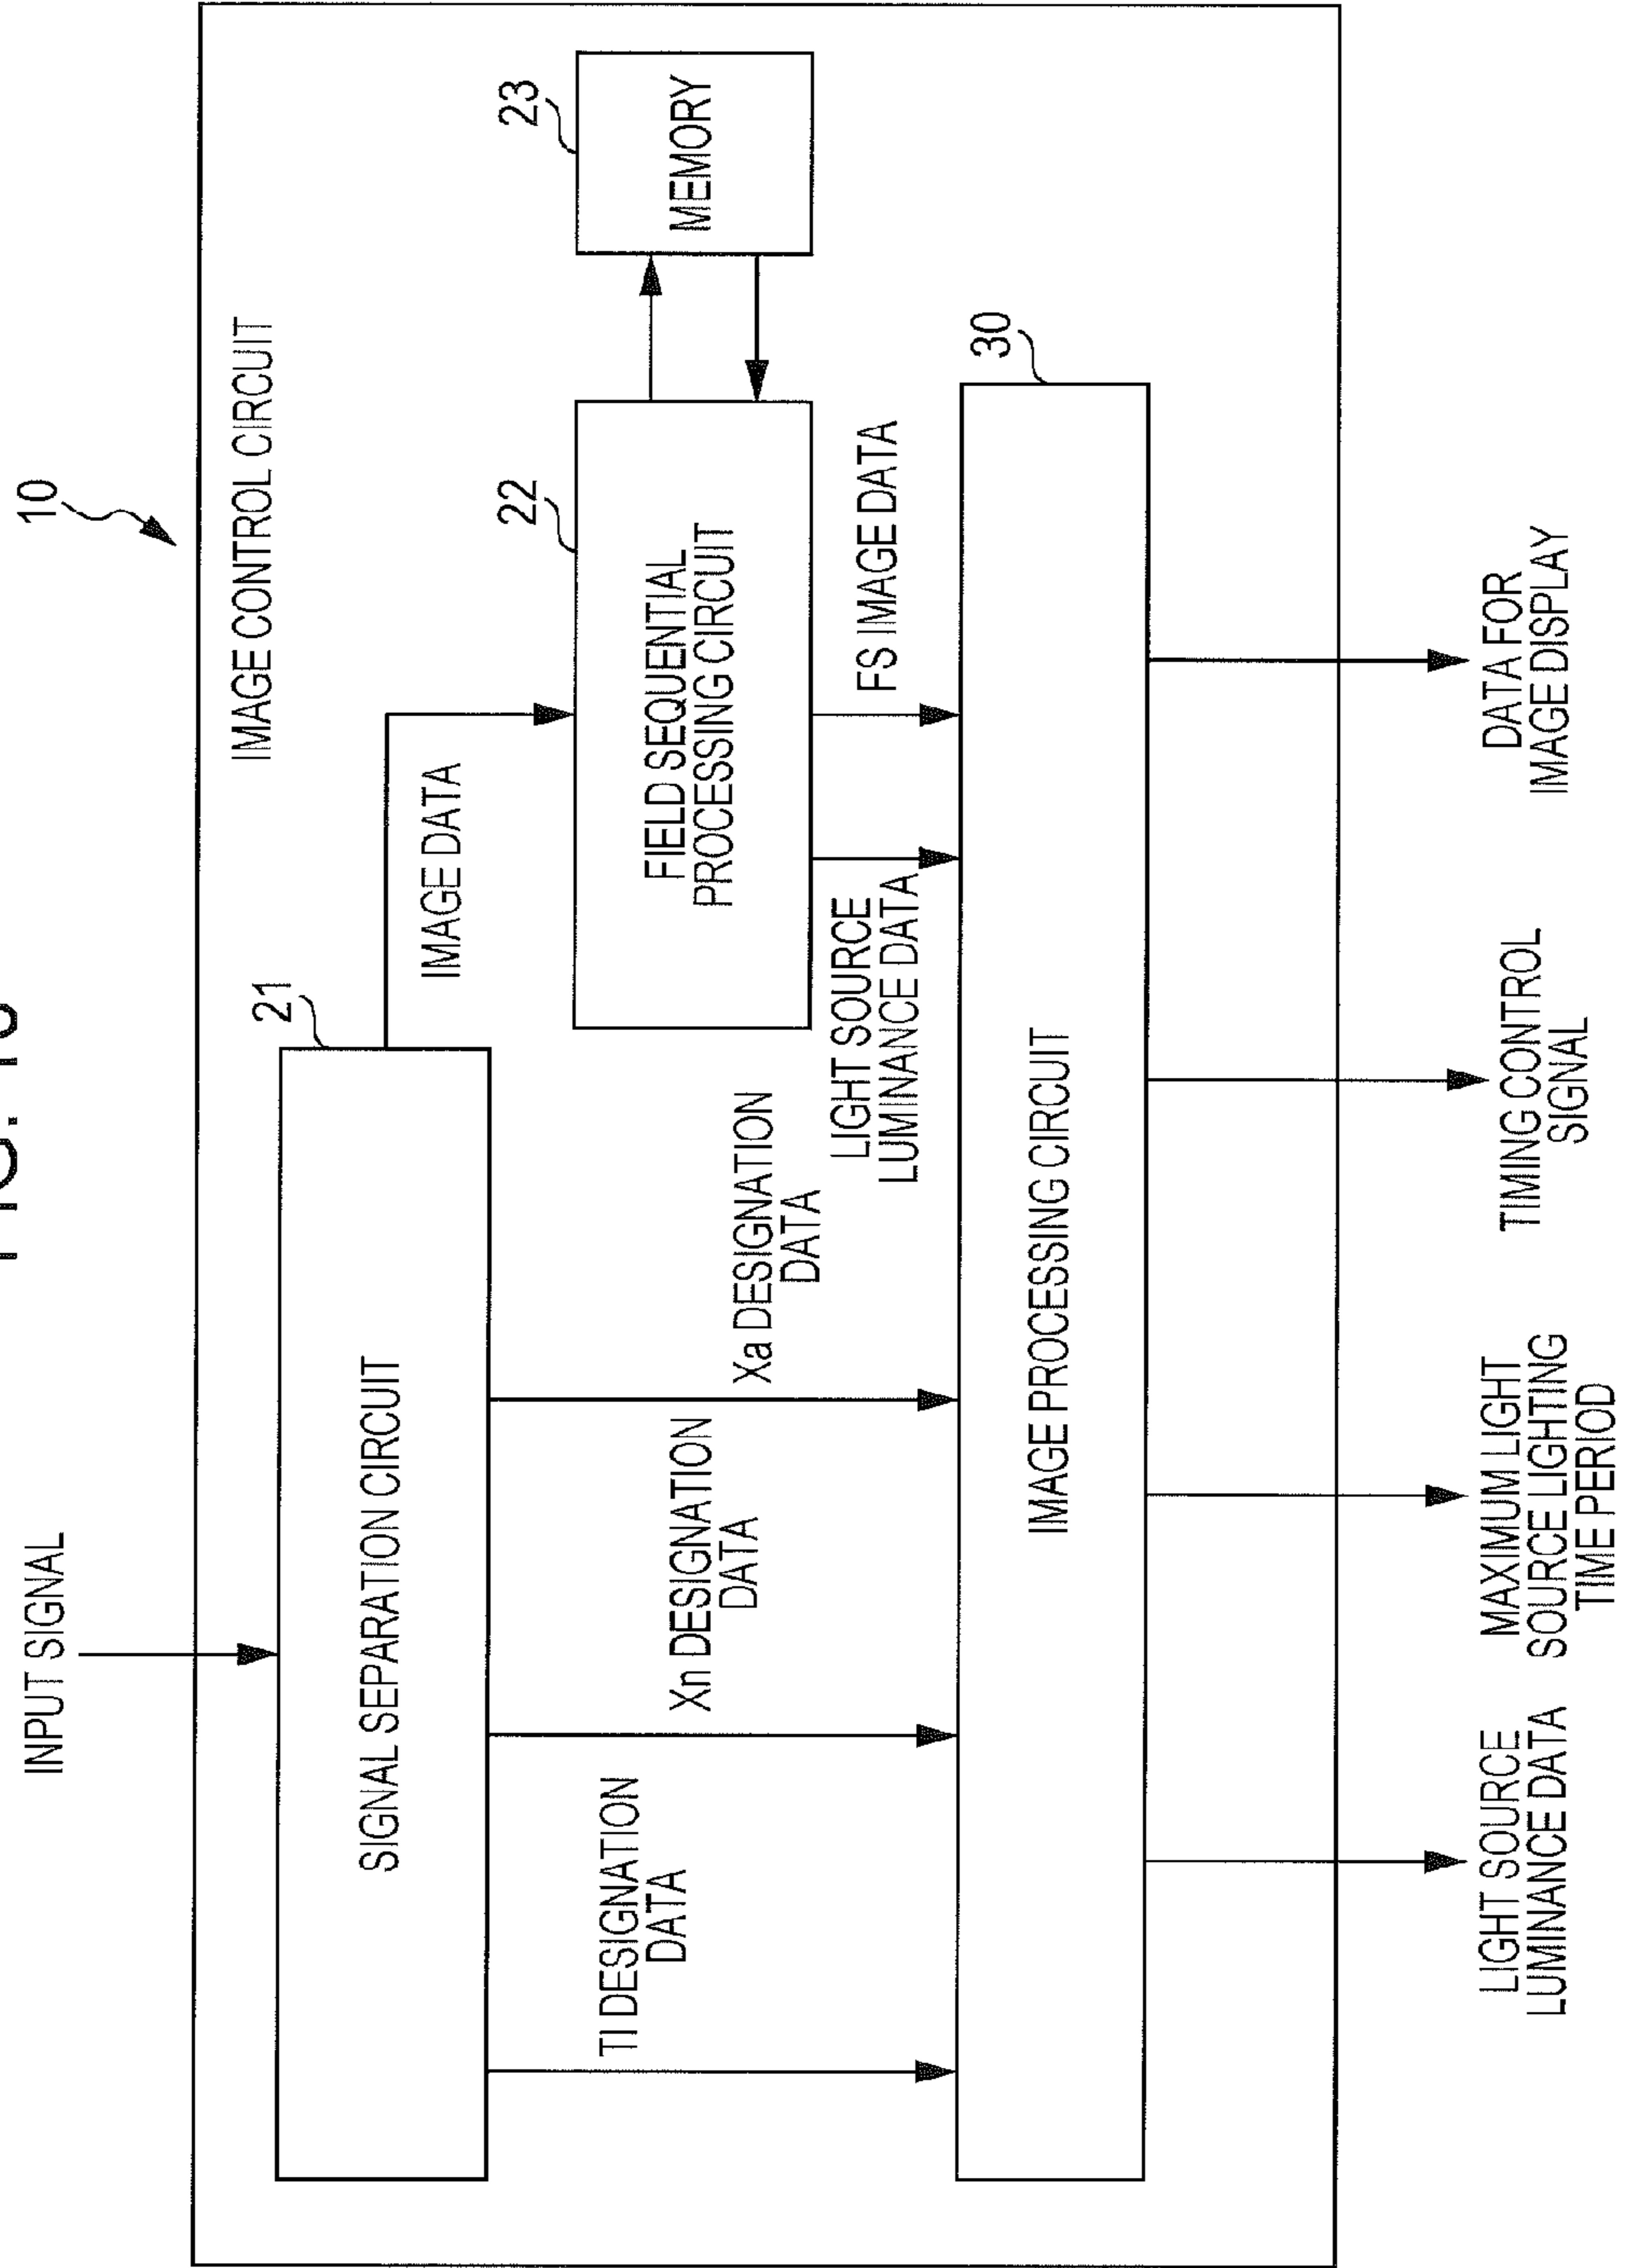 FIG.
10
INPUT SIGNAL
IMAGE CONTROL CIRCUIT
21
SIGNAL SEPARATION CIRCUIT
IMAGE DATA
22
FIELD SEQUENTIAL
PROCESSING CIRCUIT
23
MEMORY
TI DESIGNATION
DATA
Xn DESIGNATION
DATA
Xa DESIGNATION
DATA
LIGHT SOURCE
LUMINANCE DATA
FS IMAGE DATA
30
IMAGE PROCESSING CIRCUIT
LIGHT SOURCE
LUMINANCE DATA
MAXIMUM LIGHT
SOURCE LIGHTING
TIME PERIOD
TIMING CONTROL
SIGNAL
DATA FOR
IMAGE DISPLAY